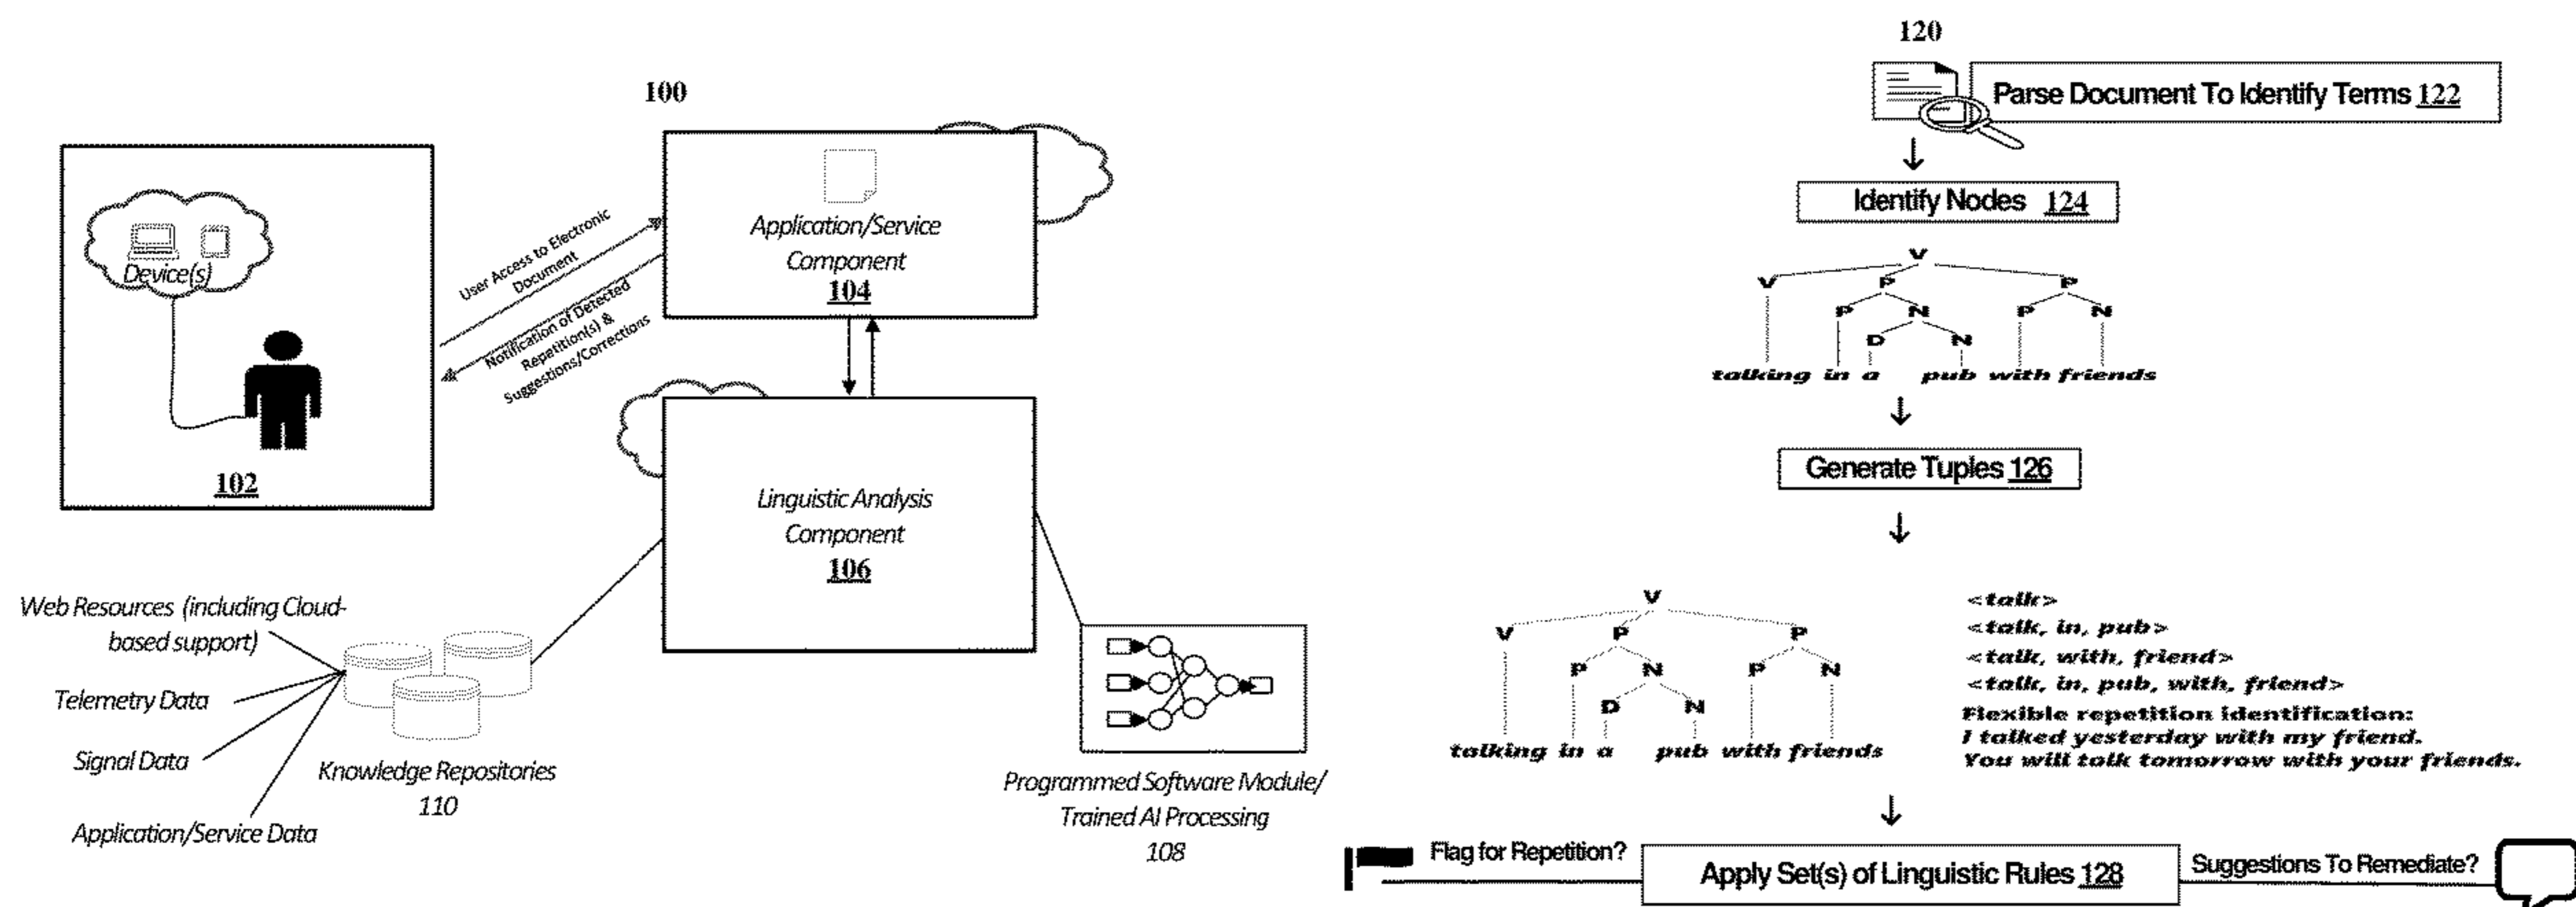 100
Device(s)
102
User Access to Electronic
Document
Notification of Detected
Repatition(s) &
Suggestions/Corrections
Application/Service
Component
104
Linguistic Analysis
Component
106
Web Resources (including Cloud-
based support)
Telemetry Data
Signal Data
Application/Service Data
Knowledge Repositories
110
Programmed Software Module/
Trained AI Processing
108
120
Parse Document To Identify Terms 122
Identify Nodes 124
V
V P P
P N P N
D N
talking in a pub with friends
Generate Tuples 126
V
V P P
P N P N
D N
talking in a pub with friends
<talk>
<talk, in, pub>
<talk, with, friend>
<talk, in, pub, with, friend>
Flexible repetition identification:
I talked yesterday with my friend.
You will talk tomorrow with your friends.
Flag for Repetition?
Apply Set(s) of Linguistic Rules 128
Suggestions To Remediate?